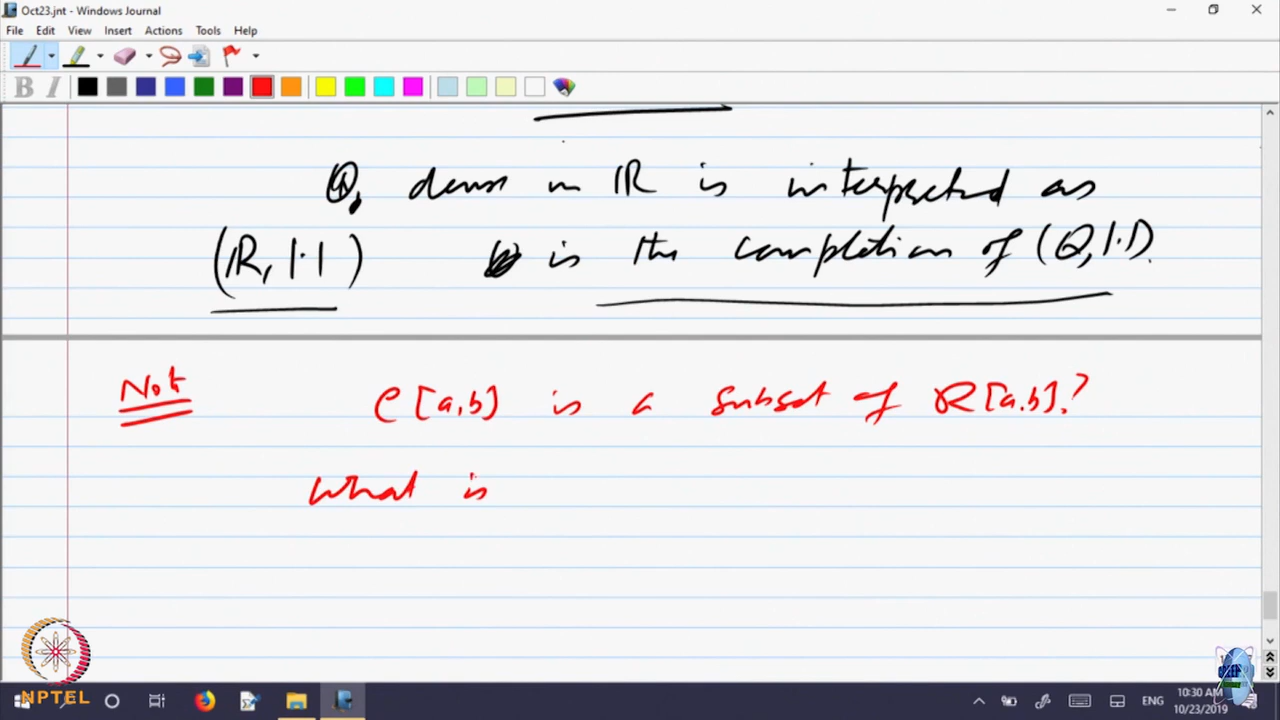 Oct23.jnt - Windows Journal
File Edit View Insert Actions Tools Help
B I
Q, dense in ℝ is interpreted as
(ℝ, |·|) is the completion of (Q, |·|).
Note C[a,b] is a subset of R[a,b]?
What is
NPTEL
ENG
10:30 AM
10/23/2019